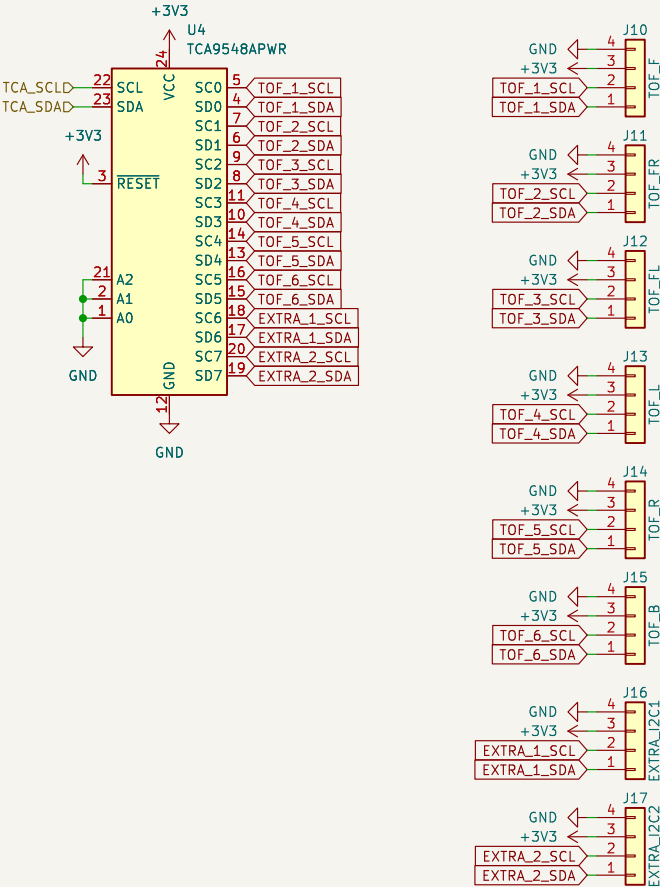 +3V3
U4
TCA9548APWR
24
VCC
TCA_SCL 22 SCL
TCA_SDA 23 SDA
+3V3
3 RESET
21 A2
2 A1
1 A0
GND
GND
12
GND
SC0 5 TOF_1_SCL
SD0 4 TOF_1_SDA
SC1 7 TOF_2_SCL
SD1 6 TOF_2_SDA
SC2 9 TOF_3_SCL
SD2 8 TOF_3_SDA
SC3 11 TOF_4_SCL
SD3 10 TOF_4_SDA
SC4 14 TOF_5_SCL
SD4 13 TOF_5_SDA
SC5 16 TOF_6_SCL
SD5 15 TOF_6_SDA
SC6 18 EXTRA_1_SCL
SD6 17 EXTRA_1_SDA
SC7 20 EXTRA_2_SCL
SD7 19 EXTRA_2_SDA
J10
GND 4
+3V3 3
TOF_1_SCL 2
TOF_1_SDA 1
TOF_F
J11
GND 4
+3V3 3
TOF_2_SCL 2
TOF_2_SDA 1
TOF_FR
J12
GND 4
+3V3 3
TOF_3_SCL 2
TOF_3_SDA 1
TOF_FL
J13
GND 4
+3V3 3
TOF_4_SCL 2
TOF_4_SDA 1
TOF_L
J14
GND 4
+3V3 3
TOF_5_SCL 2
TOF_5_SDA 1
TOF_R
J15
GND 4
+3V3 3
TOF_6_SCL 2
TOF_6_SDA 1
TOF_B
J16
GND 4
+3V3 3
EXTRA_1_SCL 2
EXTRA_1_SDA 1
EXTRA_I2C1
J17
GND 4
+3V3 3
EXTRA_2_SCL 2
EXTRA_2_SDA 1
EXTRA_I2C2